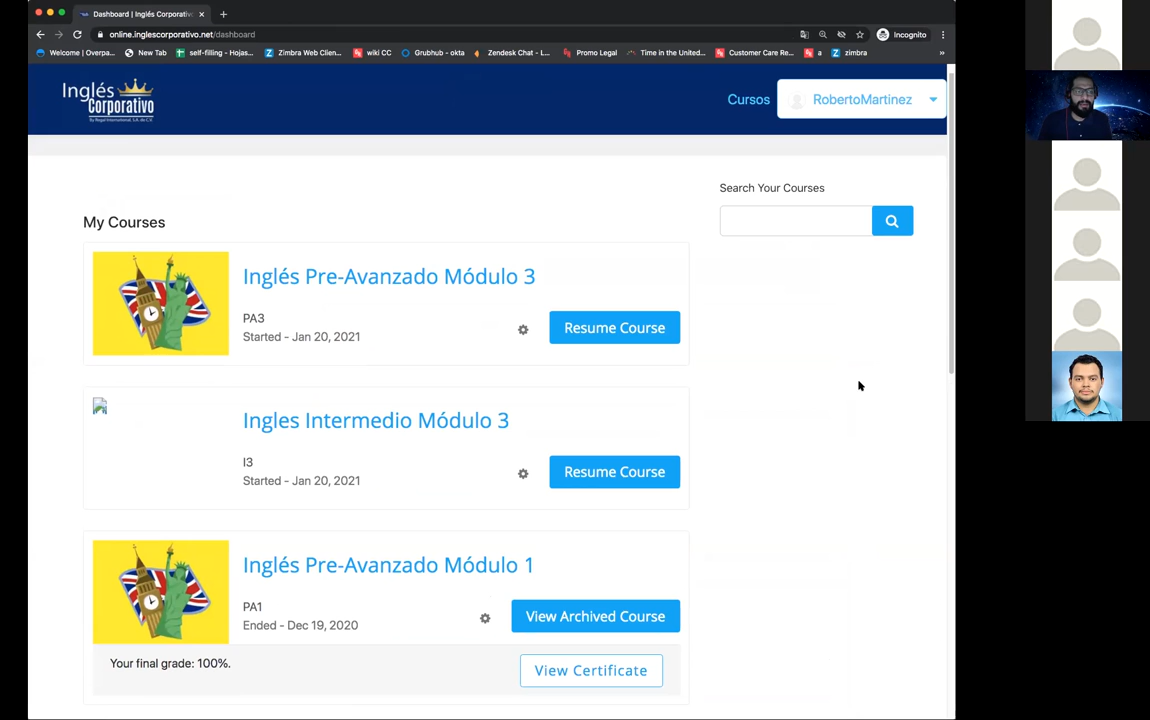 Dashboard | Inglés Corporativo
online.inglescorporativo.net/dashboard
Incognito
Welcome | Overpa...
New Tab
self-filling - Hojas...
Zimbra Web Clien...
wiki CC
Grubhub - okta
Zendesk Chat - L...
Promo Legal
Time in the United...
Customer Care Re...
a
zimbra
»
Inglés
Corporativo
By Regal International, S.A. de C.V.
Cursos
RobertoMartinez
Search Your Courses
My Courses
Inglés Pre-Avanzado Módulo 3
PA3
Started - Jan 20, 2021
Resume Course
Ingles Intermedio Módulo 3
I3
Started - Jan 20, 2021
Resume Course
Inglés Pre-Avanzado Módulo 1
PA1
Ended - Dec 19, 2020
View Archived Course
Your final grade: 100%.
View Certificate